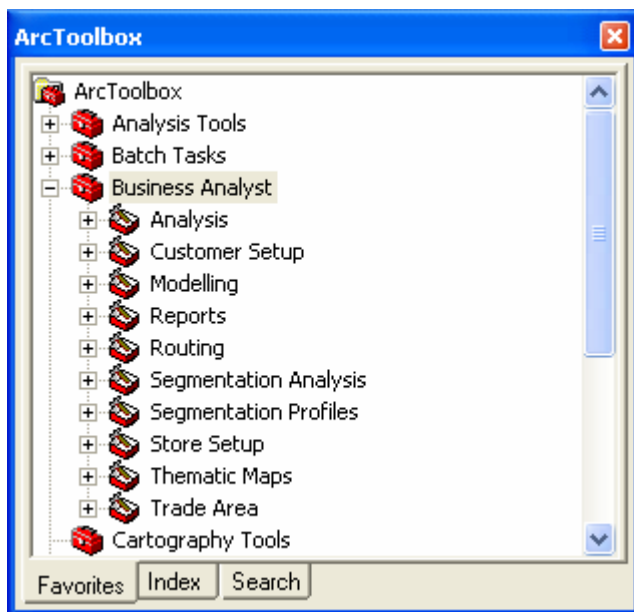 ArcToolbox
ArcToolbox
Analysis Tools
Batch Tasks
Business Analyst
Analysis
Customer Setup
Modelling
Reports
Routing
Segmentation Analysis
Segmentation Profiles
Store Setup
Thematic Maps
Trade Area
Cartography Tools
Favorites Index Search